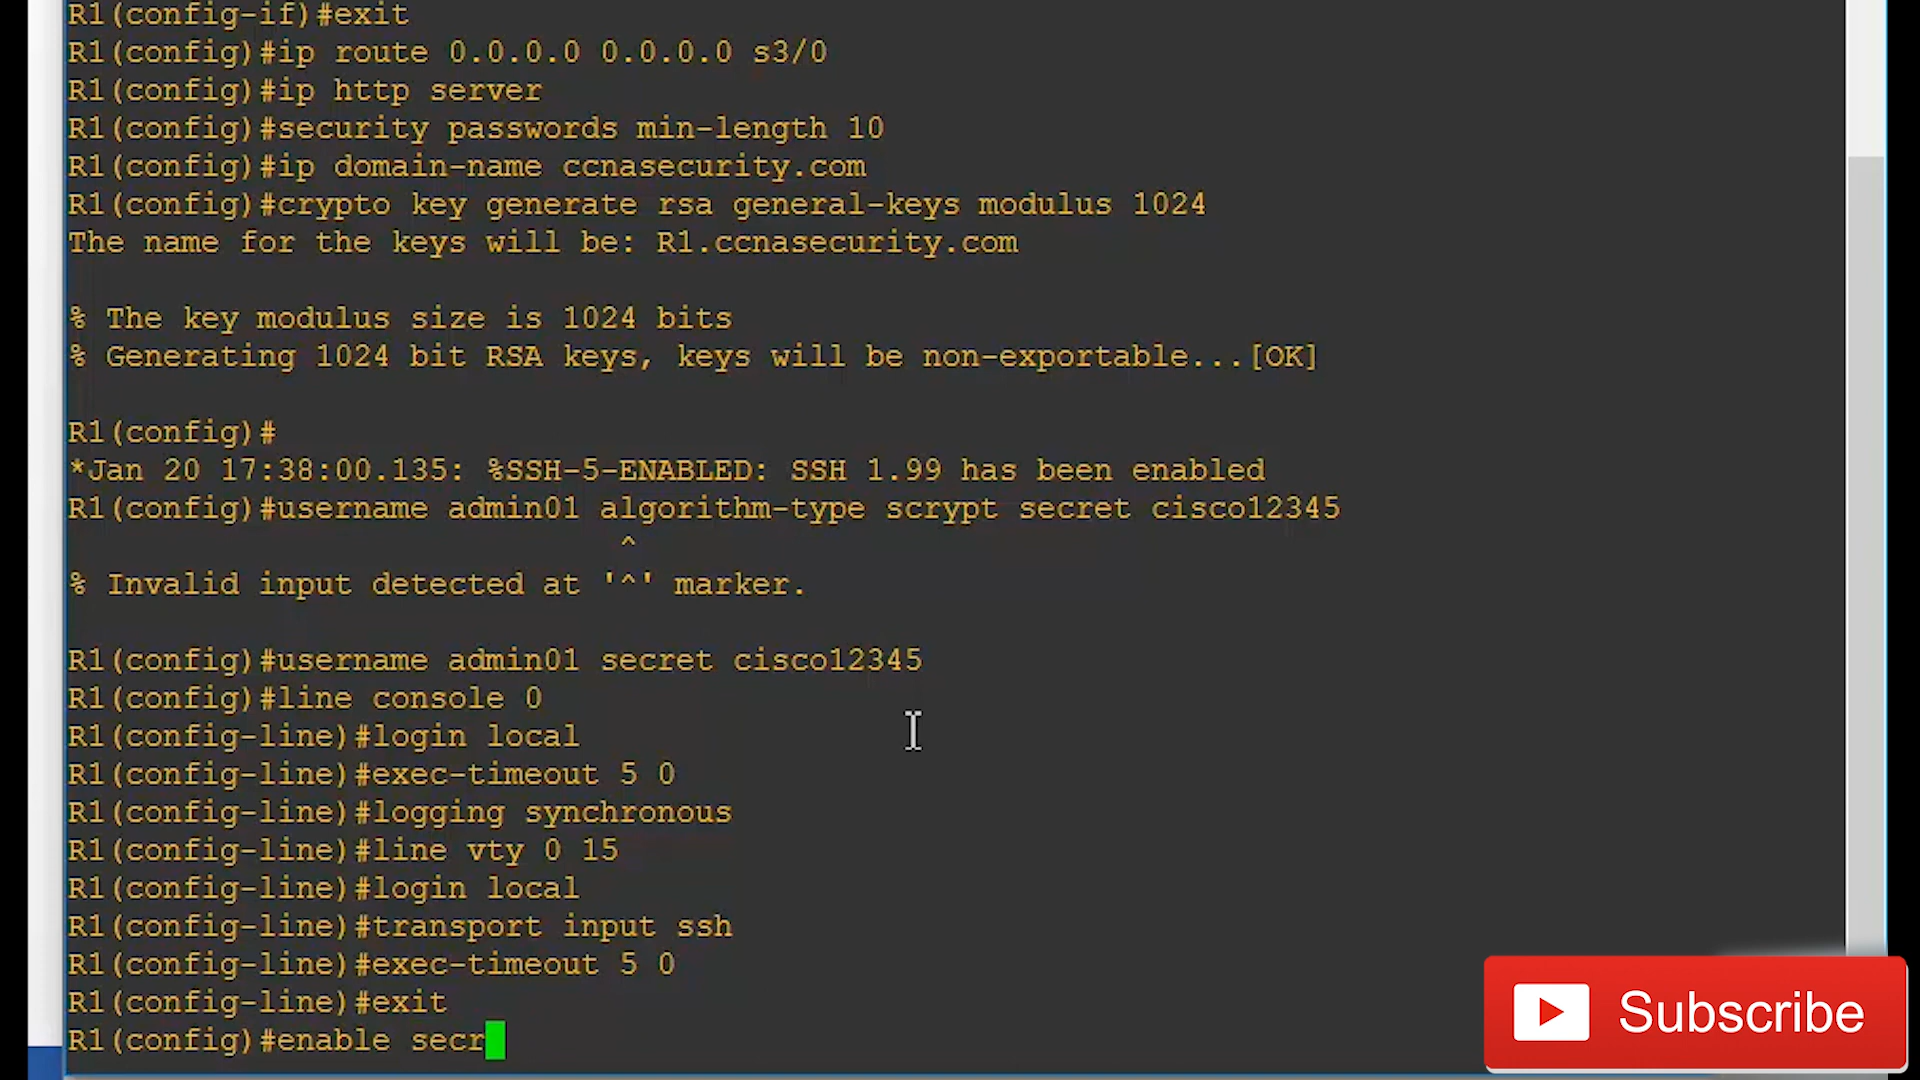 R1(config-if)#exit
R1(config)#ip route 0.0.0.0 0.0.0.0 s3/0
R1(config)#ip http server
R1(config)#security passwords min-length 10
R1(config)#ip domain-name ccnasecurity.com
R1(config)#crypto key generate rsa general-keys modulus 1024
The name for the keys will be: R1.ccnasecurity.com
% The key modulus size is 1024 bits
% Generating 1024 bit RSA keys, keys will be non-exportable...[OK]
R1(config)#
*Jan 20 17:38:00.135: %SSH-5-ENABLED: SSH 1.99 has been enabled
R1(config)#username admin01 algorithm-type scrypt secret cisco12345
^
% Invalid input detected at '^' marker.
R1(config)#username admin01 secret cisco12345
R1(config)#line console 0
R1(config-line)#login local
R1(config-line)#exec-timeout 5 0
R1(config-line)#logging synchronous
R1(config-line)#line vty 0 15
R1(config-line)#login local
R1(config-line)#transport input ssh
R1(config-line)#exec-timeout 5 0
R1(config-line)#exit
R1(config)#enable secr
Subscribe